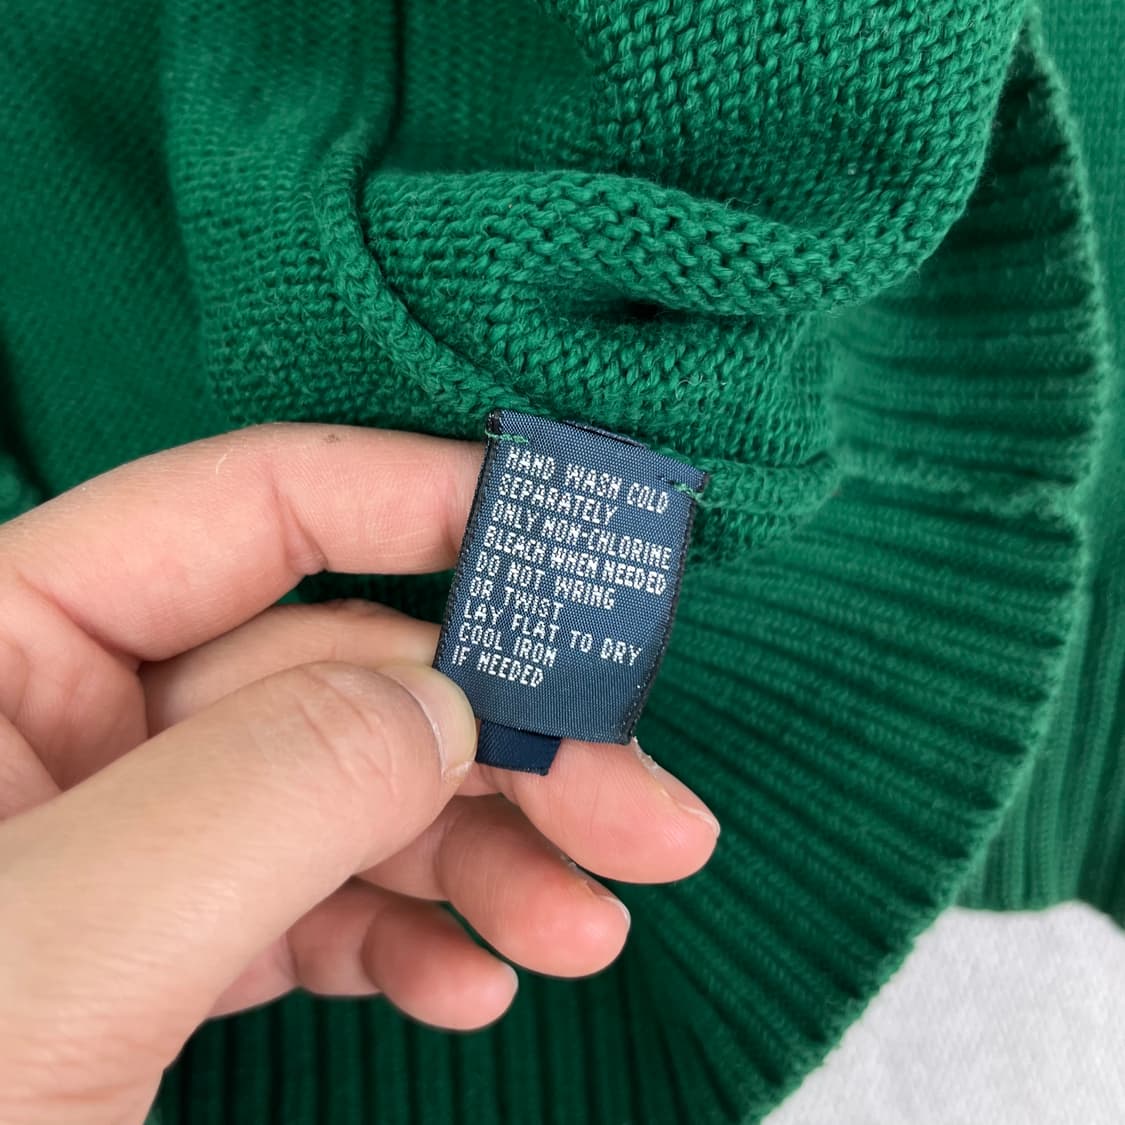 HAND WASH COLD
SEPARATELY
ONLY NON-CHLORINE
BLEACH WHEN NEEDED
DO NOT WRING
OR TWIST
LAY FLAT TO DRY
COOL IRON
IF NEEDED